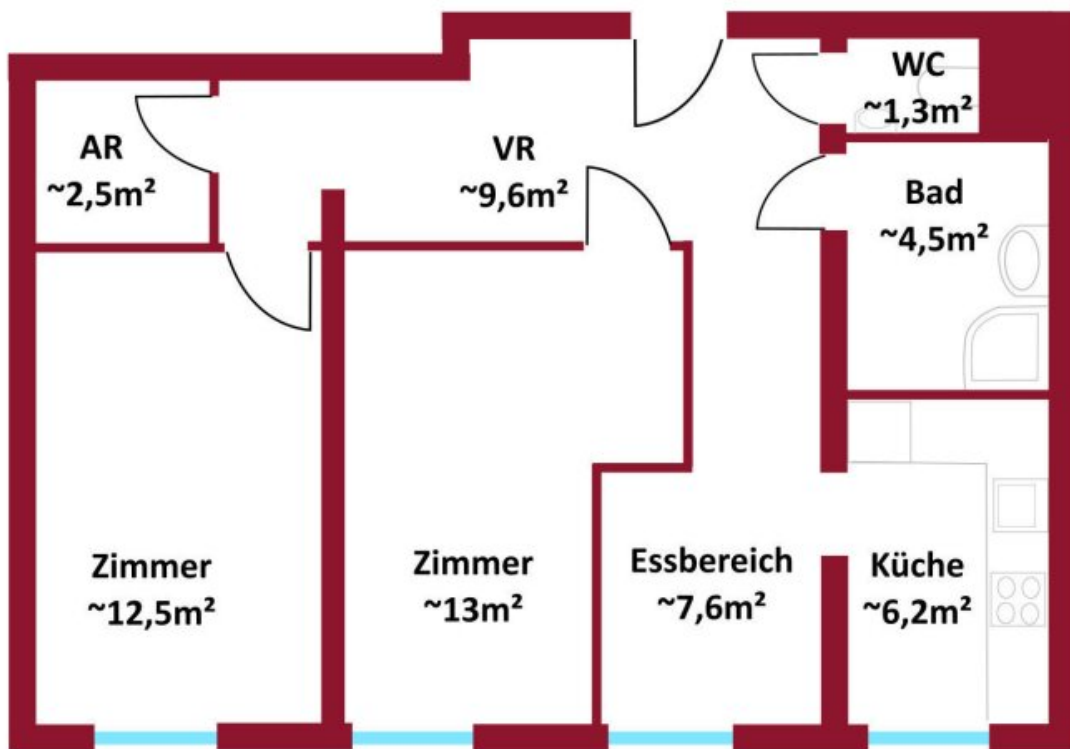 WC
~1,3m²
AR
~2,5m²
VR
~9,6m²
Bad
~4,5m²
Zimmer
~12,5m²
Zimmer
~13m²
Essbereich
~7,6m²
Küche
~6,2m²